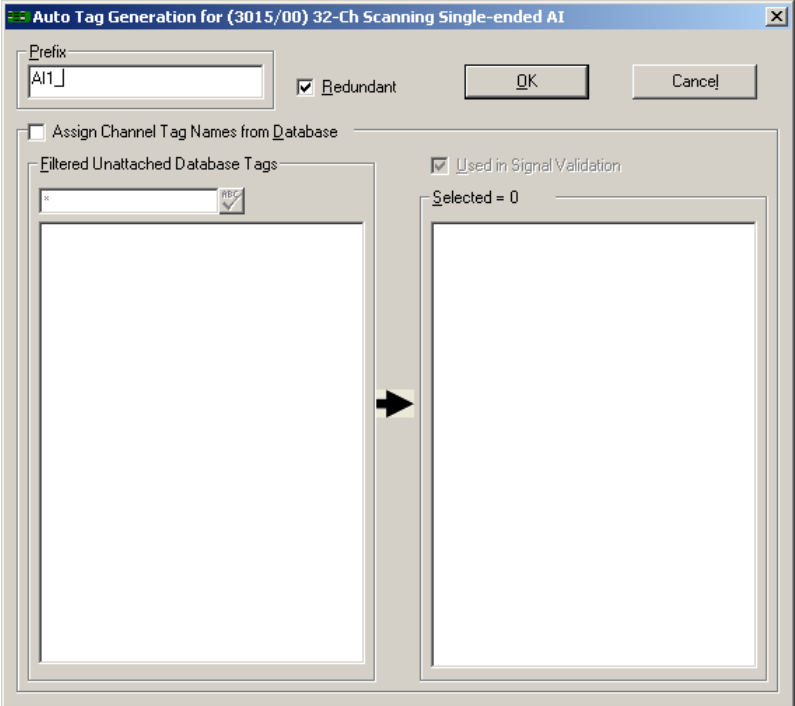 Auto Tag Generation for (3015/00) 32-Ch Scanning Single-ended AI
Prefix
AI1_
Redundant
OK
Cancel
Assign Channel Tag Names from Database
Filtered Unattached Database Tags
Used in Signal Validation
*
ABC
Selected = 0